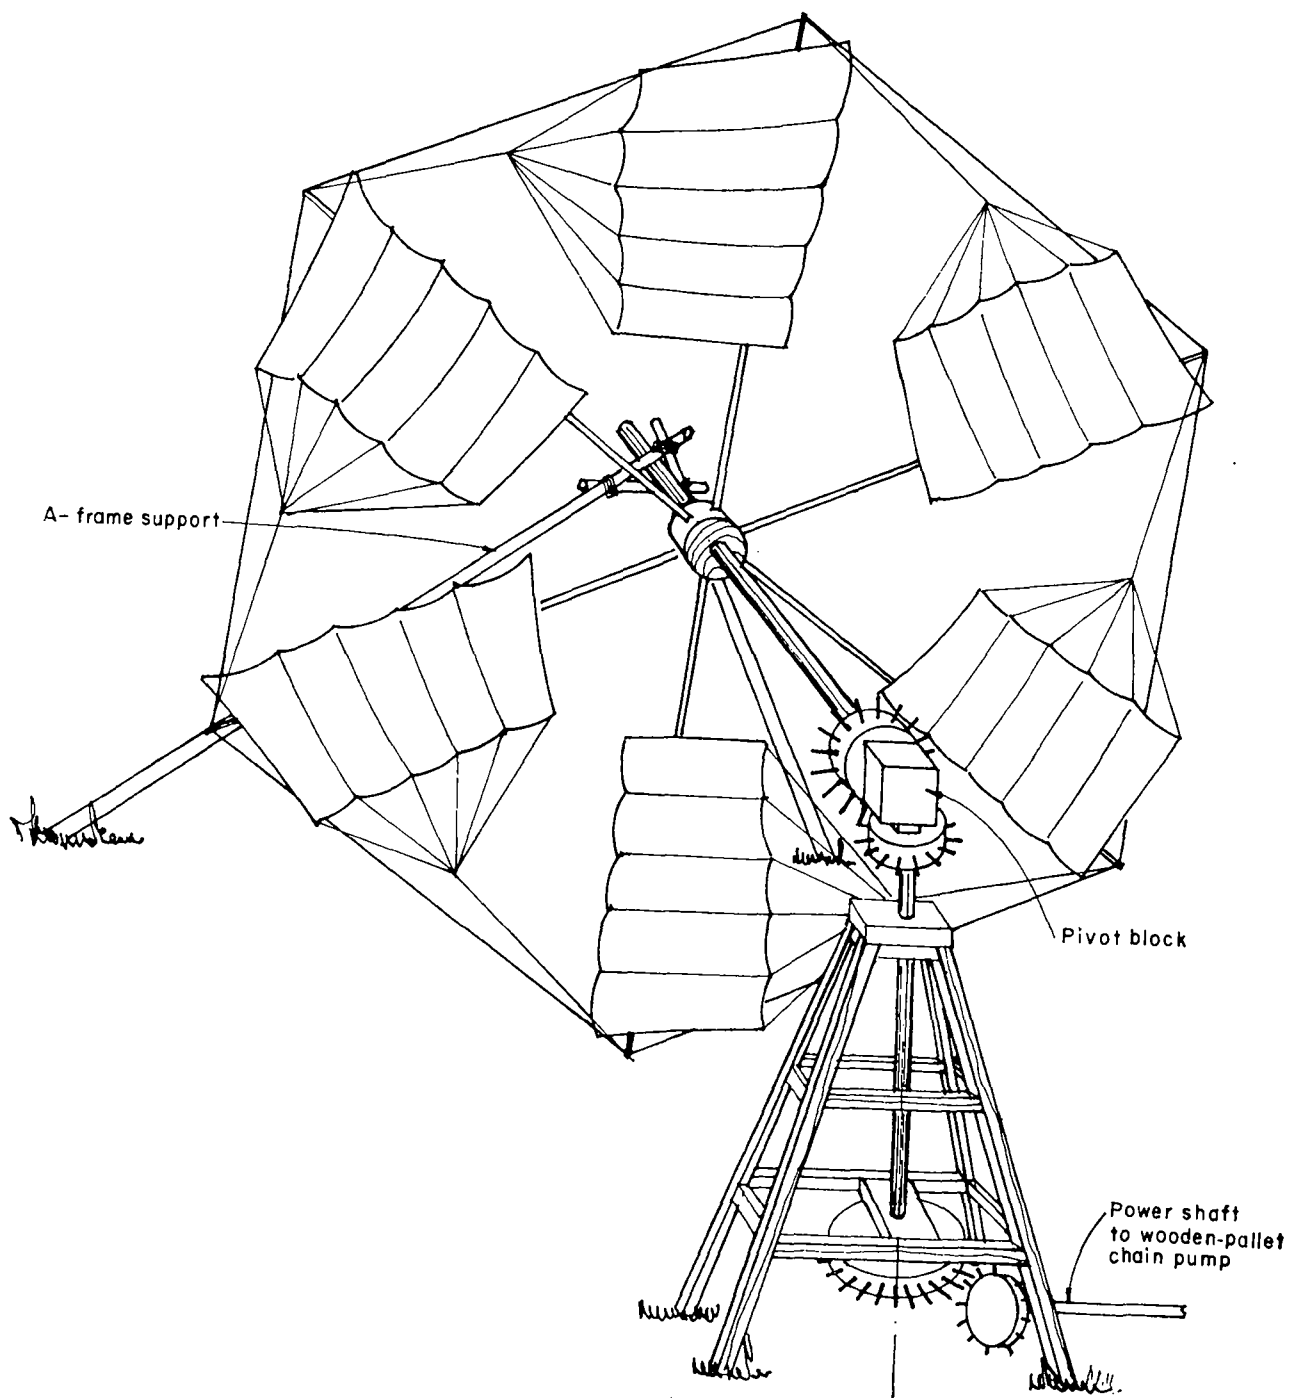 A-frame support
Pivot block
Power shaft
to wooden-pallet
chain pump